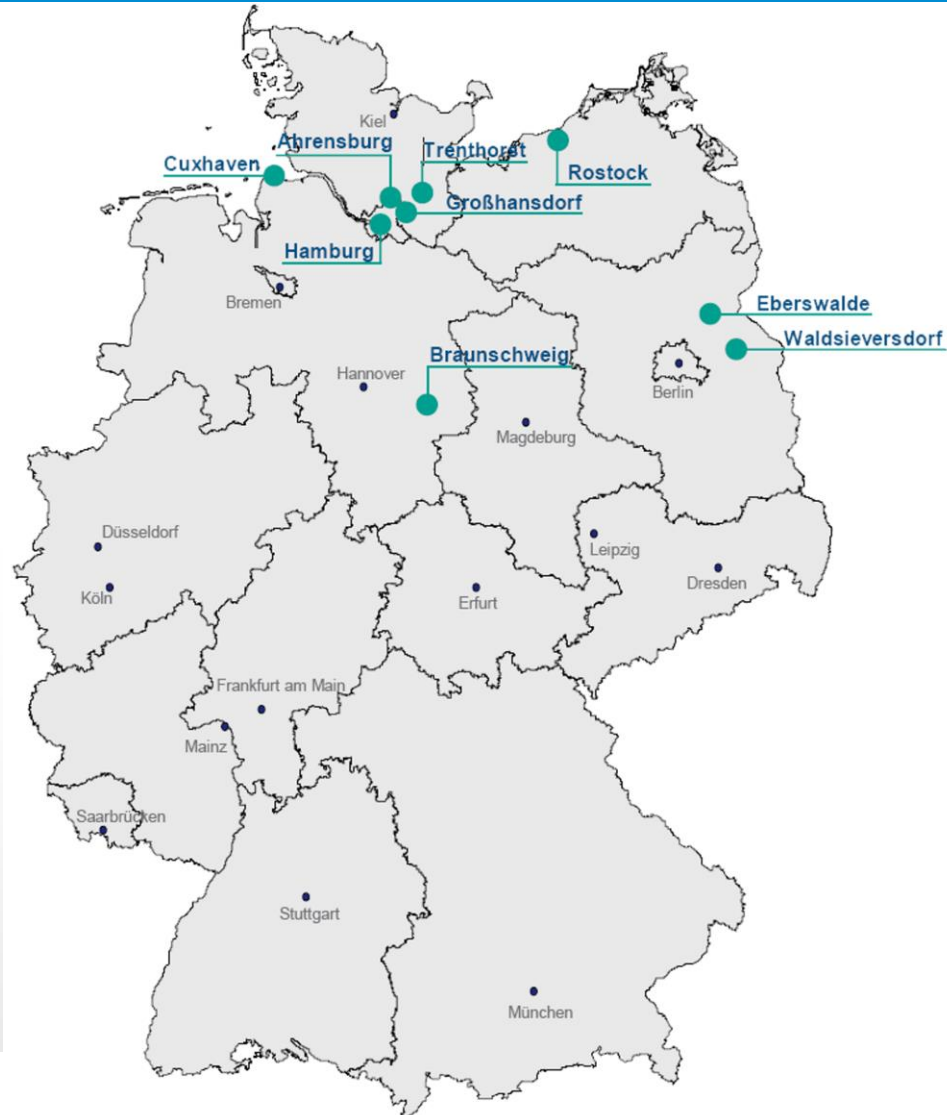 Kiel
Ahrensburg
Trenthorst
Cuxhaven
Rostock
Großhansdorf
Hamburg
Bremen
Eberswalde
Waldsieversdorf
Braunschweig
Hannover
Berlin
Magdeburg
Düsseldorf
Leipzig
Dresden
Köln
Erfurt
Frankfurt am Main
Mainz
Saarbrücken
Stuttgart
München